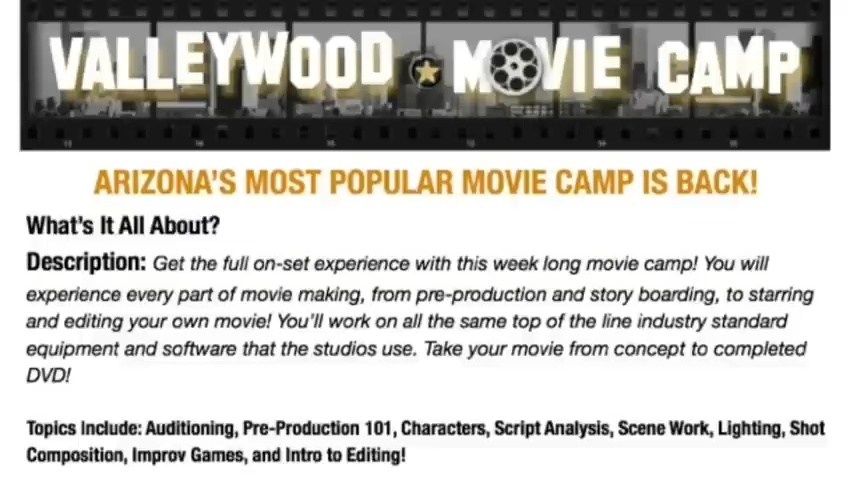 VALLEYWOOD MOVIE CAMP
ARIZONA'S MOST POPULAR MOVIE CAMP IS BACK!
What's It All About?
Description: Get the full on-set experience with this week long movie camp! You will
experience every part of movie making, from pre-production and story boarding, to starring
and editing your own movie! You'll work on all the same top of the line industry standard
equipment and software that the studios use. Take your movie from concept to completed
DVD!
Topics Include: Auditioning, Pre-Production 101, Characters, Script Analysis, Scene Work, Lighting, Shot
Composition, Improv Games, and Intro to Editing!